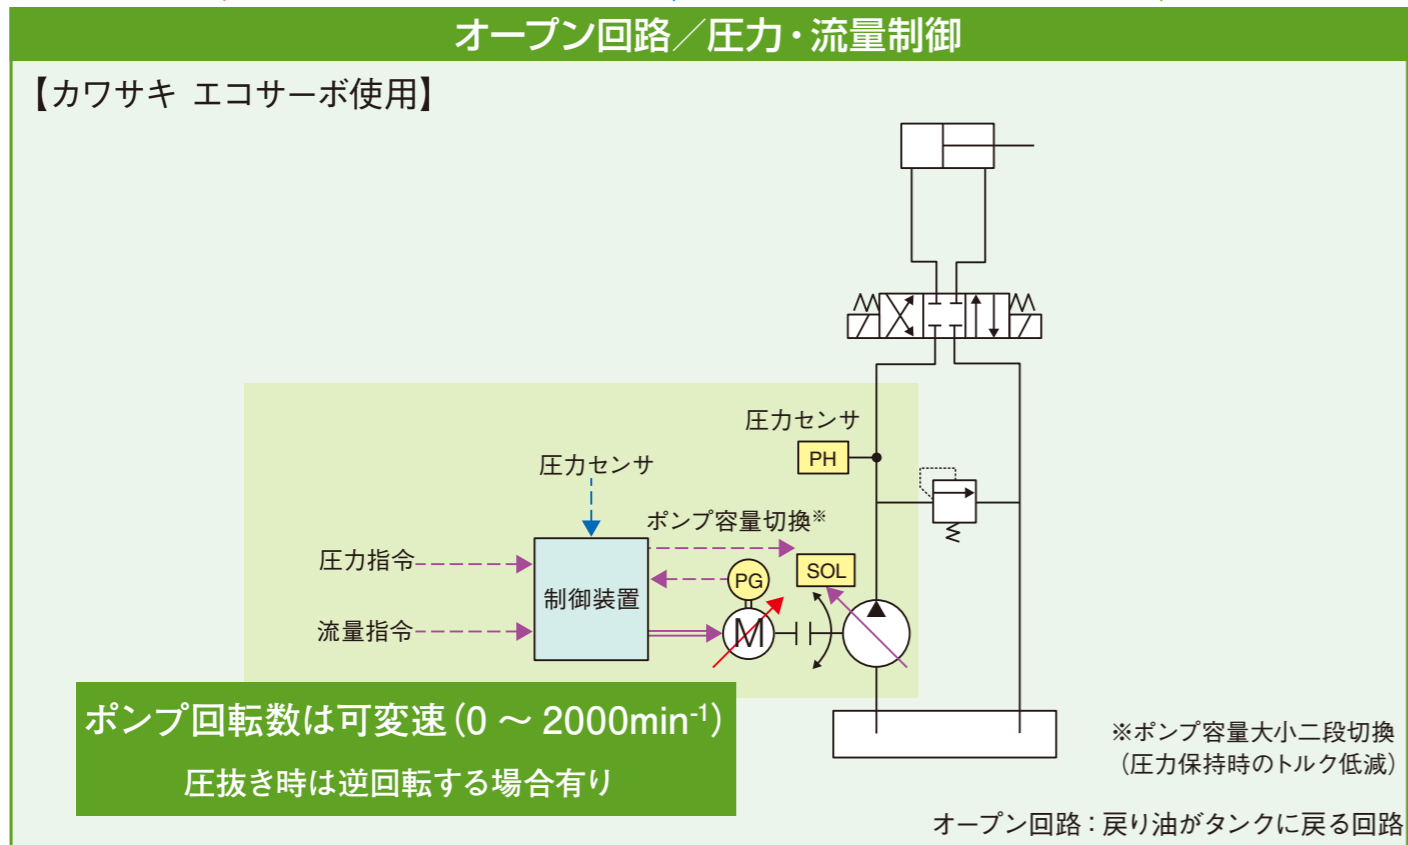 オープン回路／圧力・流量制御
【カワサキ エコサーボ使用】
圧力センサ
PH
圧力センサ
ポンプ容量切換※
圧力指令
SOL
PG
制御装置
流量指令
M
ポンプ回転数は可変速（0 ～ 2000min-1）
圧抜き時は逆回転する場合有り
※ポンプ容量大小二段切換
（圧力保持時のトルク低減）
オープン回路：戻り油がタンクに戻る回路